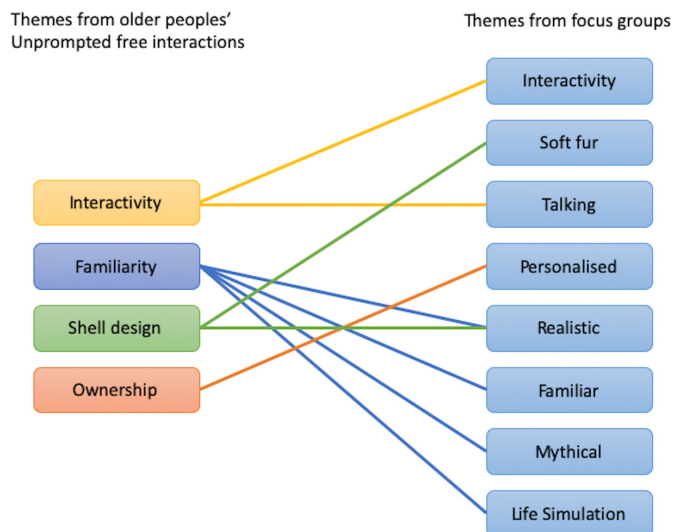 Themes from older peoples’
Unprompted free interactions
Themes from focus groups
Interactivity
Familiarity
Shell design
Ownership
Interactivity
Soft fur
Talking
Personalised
Realistic
Familiar
Mythical
Life Simulation